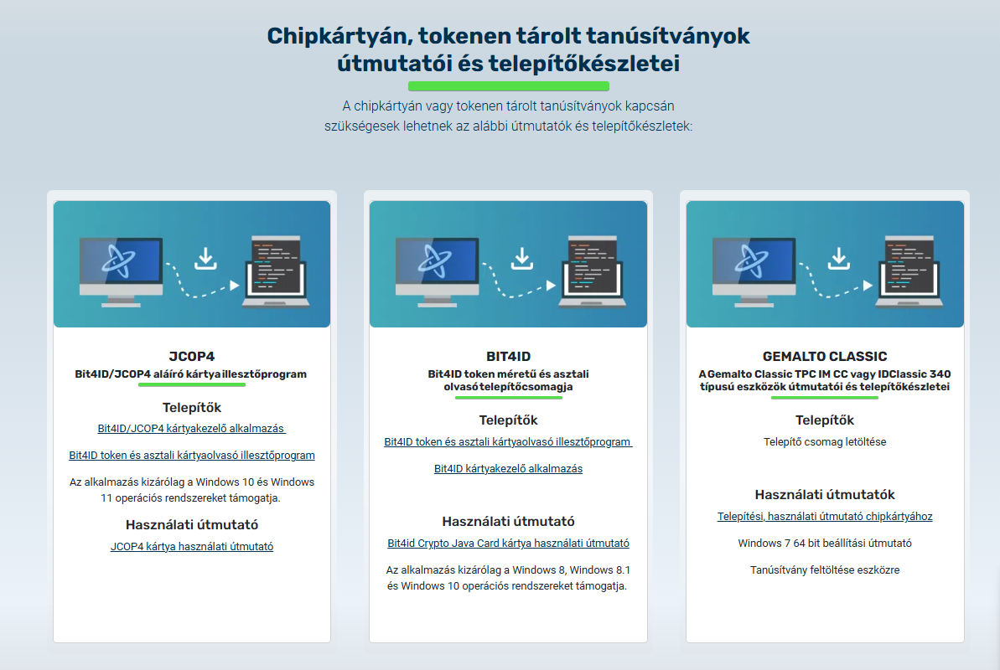 Chipkártyán, tokenen tárolt tanúsítványok
útmutatói és telepítőkészletei
A chipkártyán vagy tokenen tárolt tanúsítványok kapcsán
szükségesek lehetnek az alábbi útmutatók és telepítőkészletek:
JCOP4
Bit4ID/JCOP4 aláíró kártya illesztőprogram
Telepítők
Bit4ID/JCOP4 kártyakezelő alkalmazás
Bit4ID token és asztali kártyaolvasó illesztőprogram
Az alkalmazás kizárólag a Windows 10 és Windows
11 operációs rendszereket támogatja.
Használati útmutató
JCOP4 kártya használati útmutató
BIT4ID
Bit4ID token méretű és asztali
olvasó telepítőcsomagja
Telepítők
Bit4ID token és asztali kártyaolvasó illesztőprogram
Bit4ID kártyakezelő alkalmazás
Használati útmutató
Bit4id Crypto Java Card kártya használati útmutató
Az alkalmazás kizárólag a Windows 8, Windows 8.1
és Windows 10 operációs rendszereket támogatja.
GEMALTO CLASSIC
A Gemalto Classic TPC IM CC vagy IDClassic 340
típusú eszközök útmutatói és telepítőkészletei
Telepítők
Telepítő csomag letöltése
Használati útmutatók
Telepítési, használati útmutató chipkártyához
Windows 7 64 bit beállítási útmutató
Tanúsítvány feltöltése eszközre